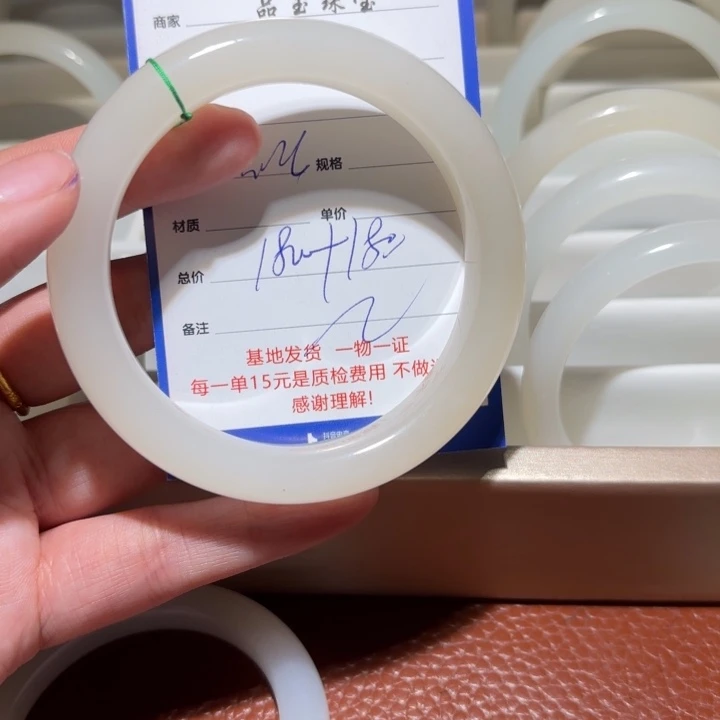 商家 品玉珠宝
规格
材质 单价
总价 1800+180
备注
基地发货 一物一证
每一单15元是质检费用 不做
感谢理解!